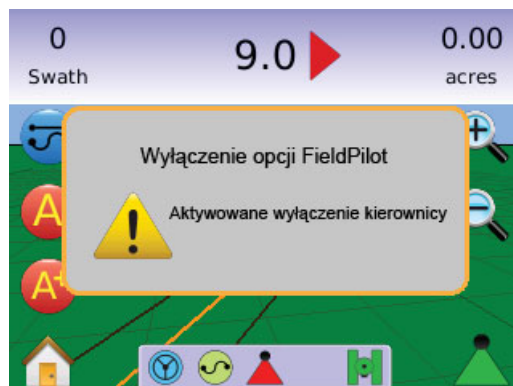 0
Swath
9.0
0.00
acres
Wyłączenie opcji FieldPilot
Aktywowane wyłączenie kierownicy
A
A+